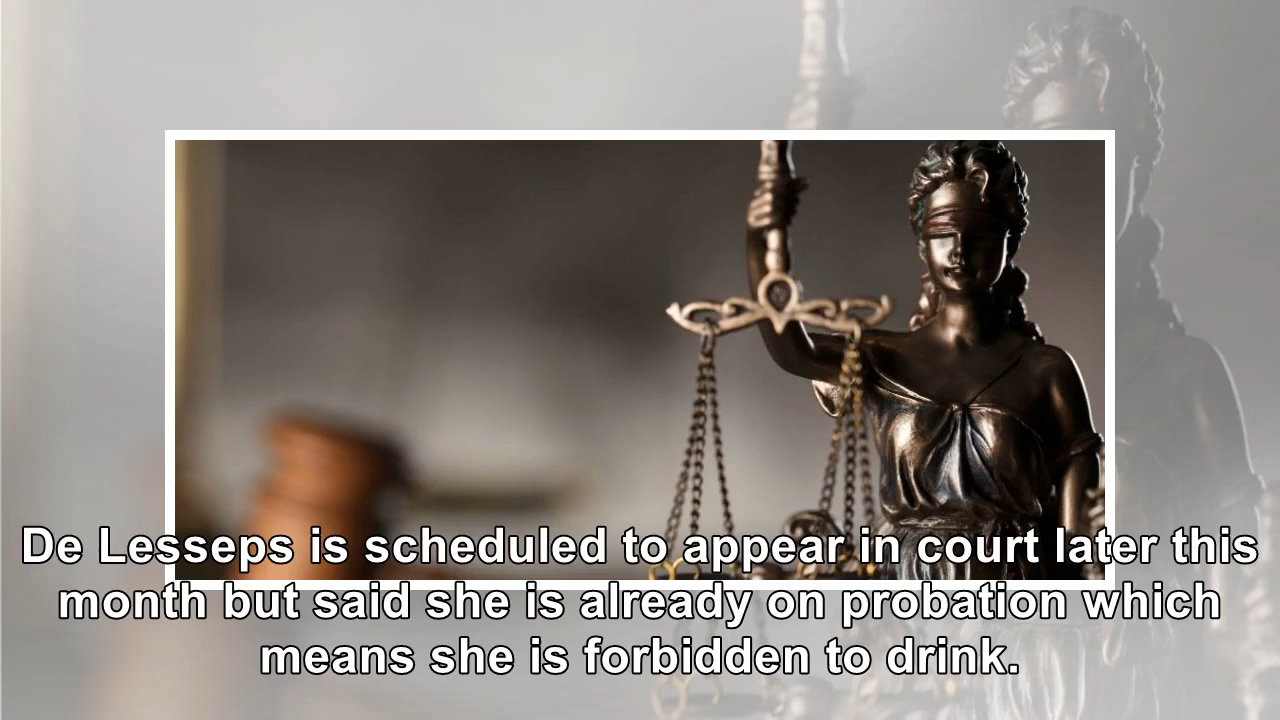 De Lesseps is scheduled to appear in court later this
month but said she is already on probation which
means she is forbidden to drink.